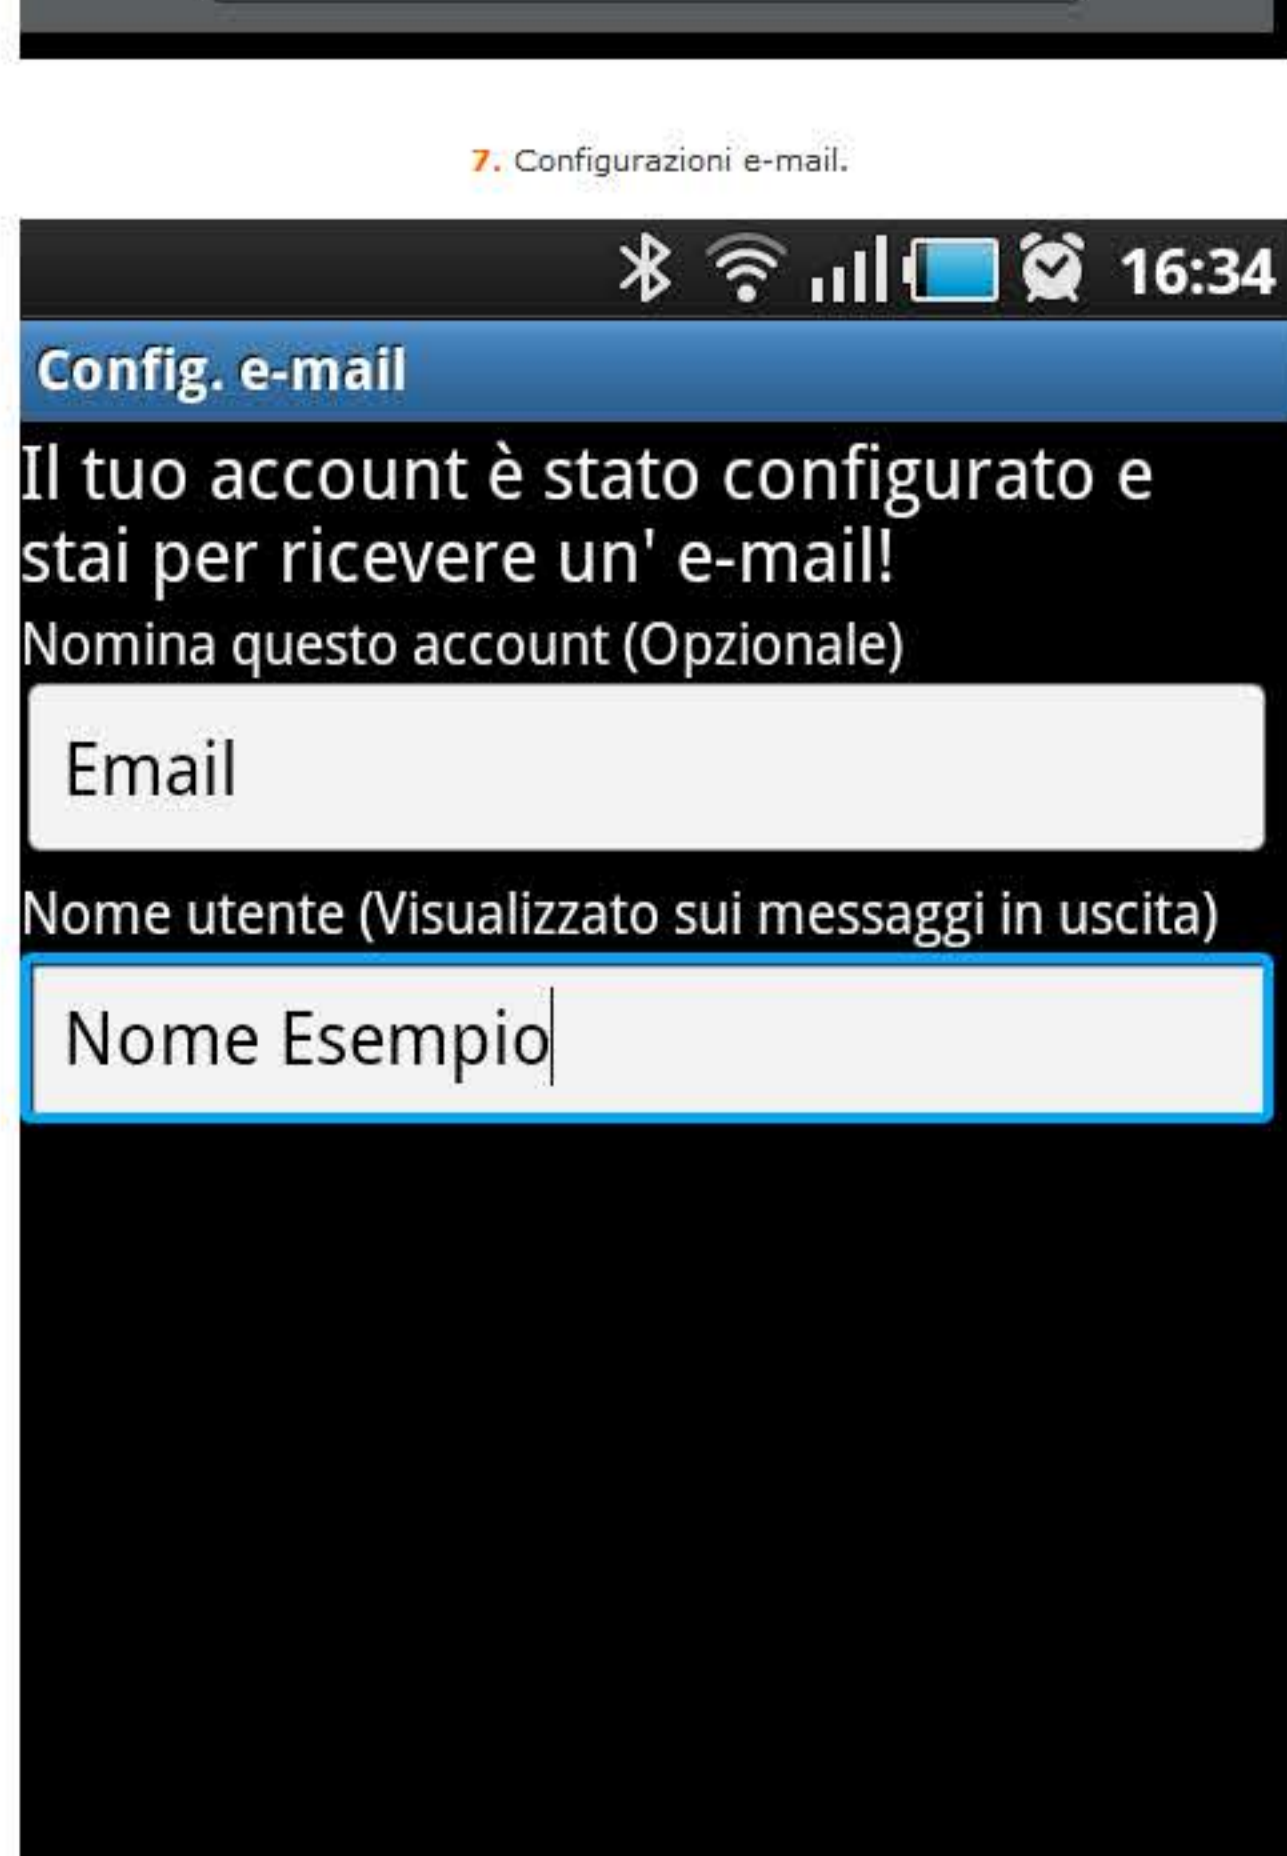 7. Configurazioni e-mail.
16:34
Config. e-mail
Il tuo account è stato configurato e
stai per ricevere un' e-mail!
Nomina questo account (Opzionale)
Email
Nome utente (Visualizzato sui messaggi in uscita)
Nome Esempio